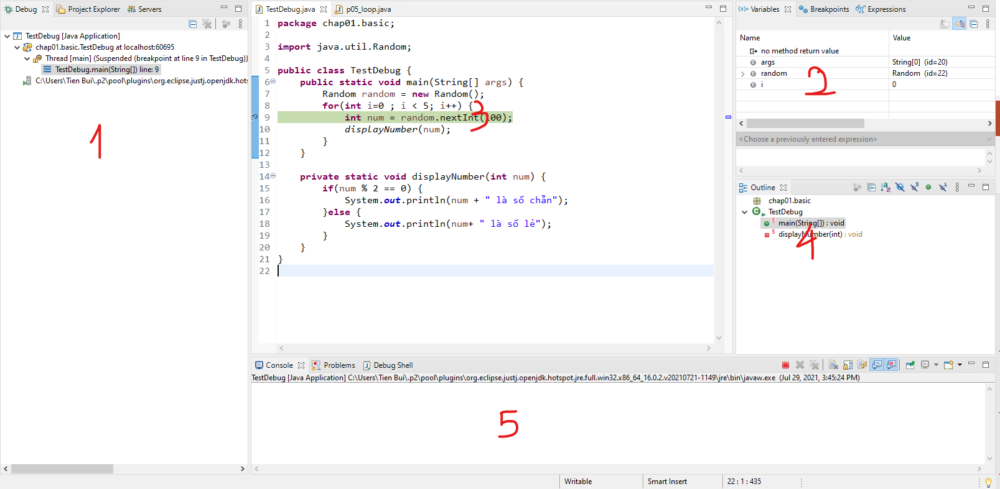 Debug Project Explorer Servers
TestDebug [Java Application]
chap01.basic.TestDebug at localhost:60695
Thread [main] (Suspended (breakpoint at line 9 in TestDebug))
TestDebug.main(String[]) line: 9
C:\Users\Tien Bui\.p2\pool\plugins\org.eclipse.justj.openjdk.hots
1
TestDebug.java p05_loop.java
1 package chap01.basic;
2
3 import java.util.Random;
4
5 public class TestDebug {
6 public static void main(String[] args) {
7 Random random = new Random();
8 for(int i=0 ; i < 5; i++) {
9 int num = random.nextInt(100);
10 displayNumber(num);
11 }
12 }
13
14 private static void displayNumber(int num) {
15 if(num % 2 == 0) {
16 System.out.println(num + " là số chẵn");
17 }else {
18 System.out.println(num+ " là số lẻ");
19 }
20 }
21 }
22
3
(x)= Variables Breakpoints Expressions
Name Value
no method return value
args String[0] (id=20)
random Random (id=22)
i 0
2
<Choose a previously entered expression>
Outline
chap01.basic
TestDebug
main(String[]) : void
displayNumber(int) : void
4
Console Problems Debug Shell
TestDebug [Java Application] C:\Users\Tien Bui\.p2\pool\plugins\org.eclipse.justj.openjdk.hotspot.jre.full.win32.x86_64_16.0.2.v20210721-1149\jre\bin\javaw.exe (Jul 29, 2021, 3:45:24 PM)
5
Writable Smart Insert 22 : 1 : 435